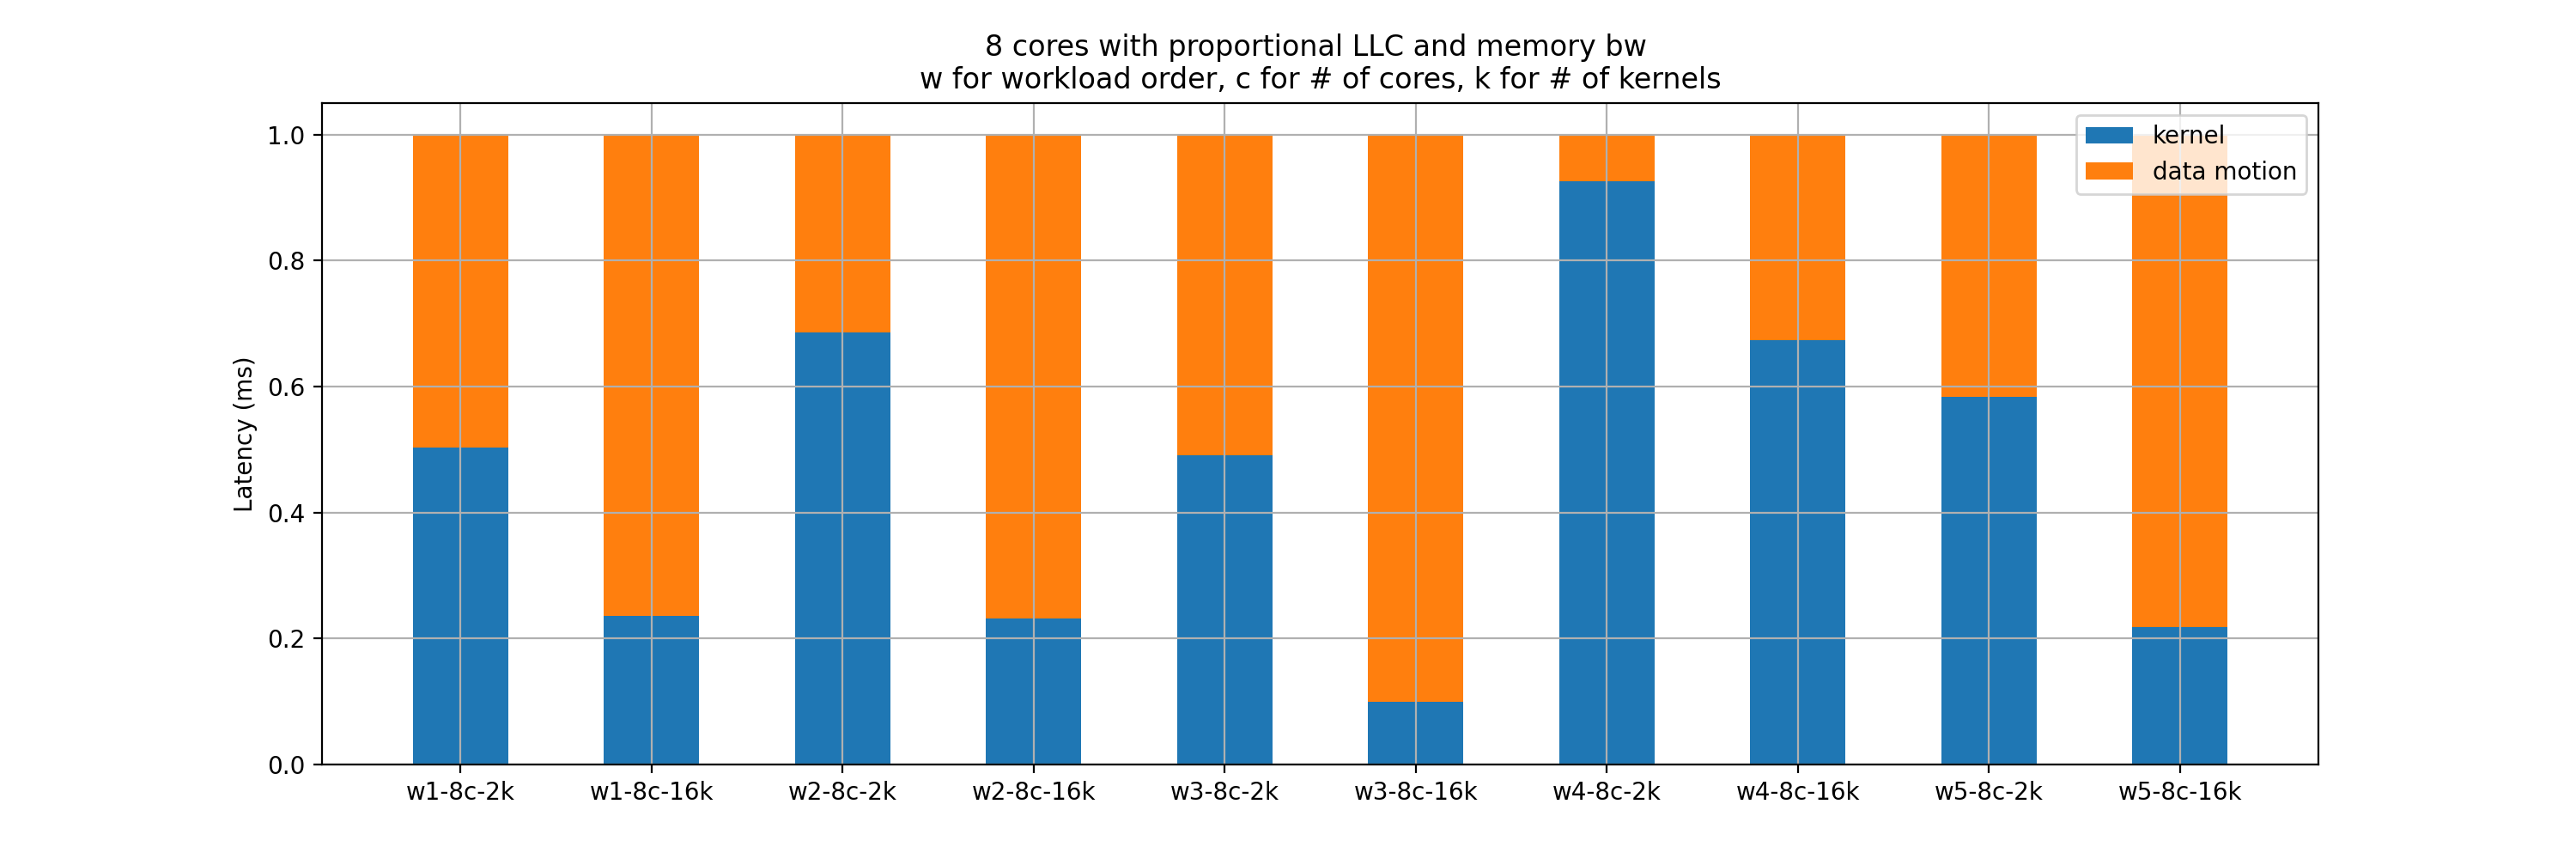 8 cores with proportional LLC and memory bw
w for workload order, c for # of cores, k for # of kernels
kernel
data motion
Latency (ms)
1.0
0.8
0.6
0.4
0.2
0.0
w1-8c-2k
w1-8c-16k
w2-8c-2k
w2-8c-16k
w3-8c-2k
w3-8c-16k
w4-8c-2k
w4-8c-16k
w5-8c-2k
w5-8c-16k